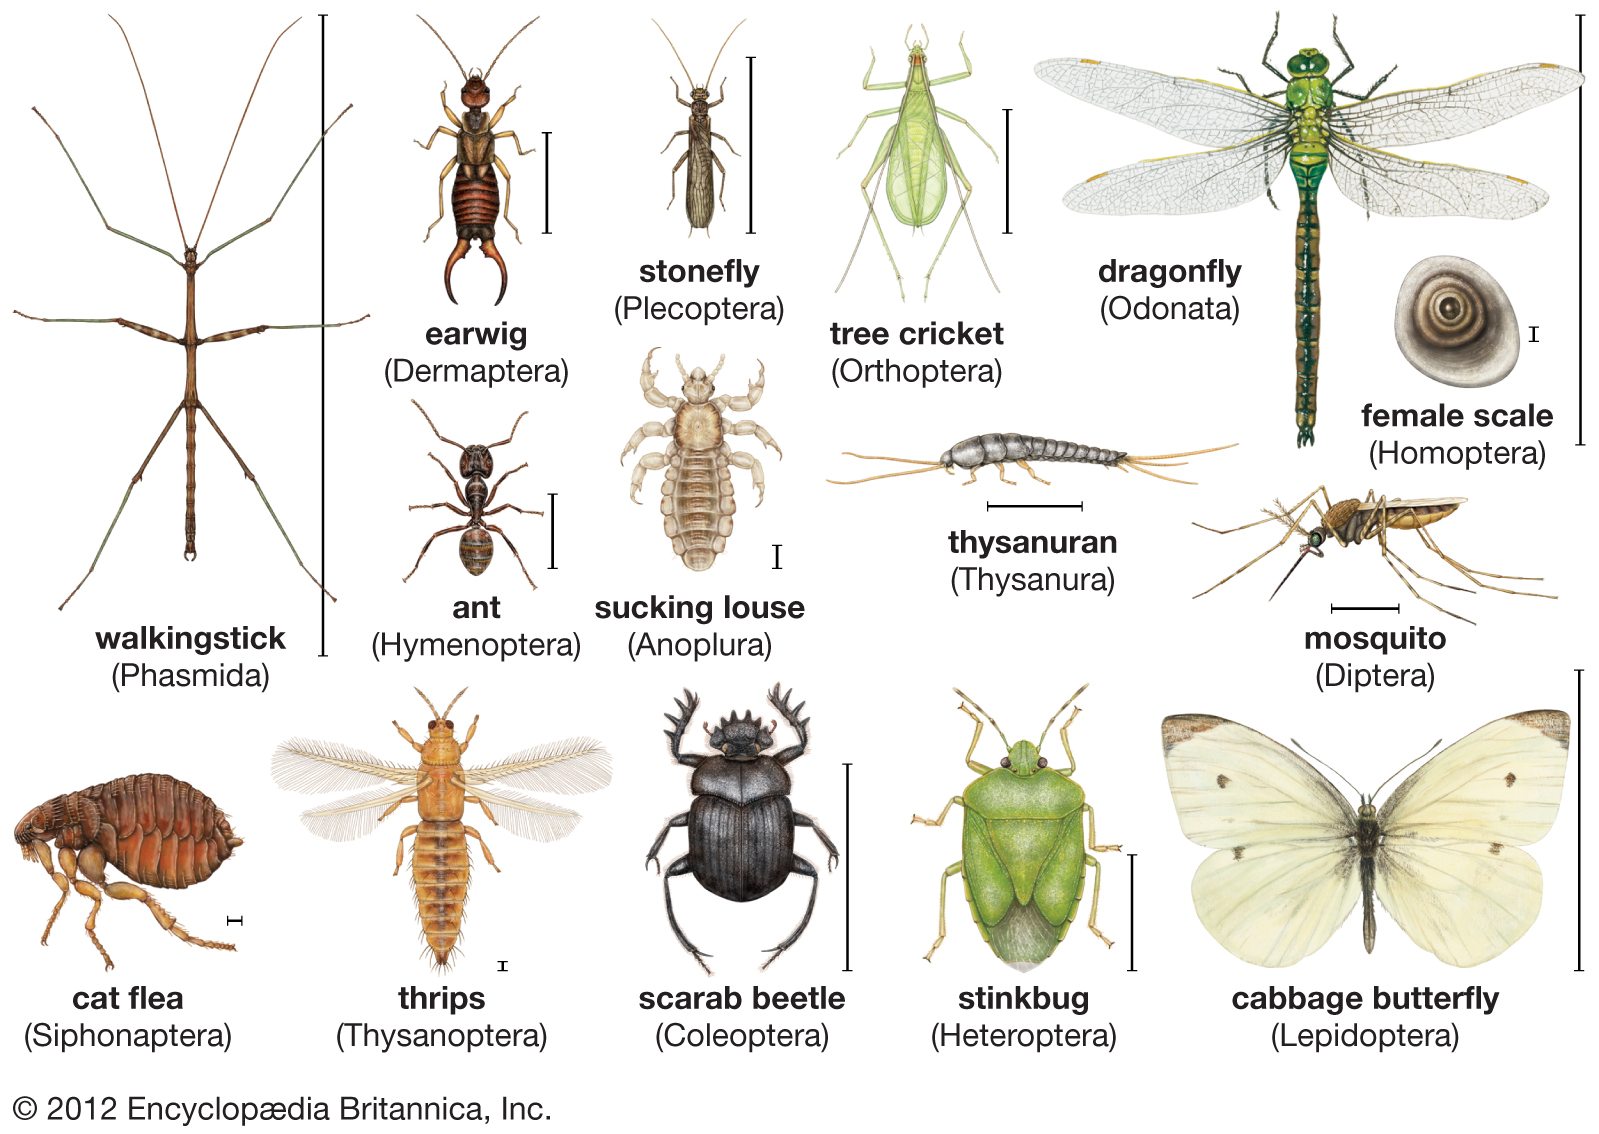 earwig
(Dermaptera)
stonefly
(Plecoptera)
tree cricket
(Orthoptera)
dragonfly
(Odonata)
female scale
(Homoptera)
walkingstick
(Phasmida)
ant
(Hymenoptera)
sucking louse
(Anoplura)
thysanuran
(Thysanura)
mosquito
(Diptera)
cat flea
(Siphonaptera)
thrips
(Thysanoptera)
scarab beetle
(Coleoptera)
stinkbug
(Heteroptera)
cabbage butterfly
(Lepidoptera)
© 2012 Encyclopædia Britannica, Inc.